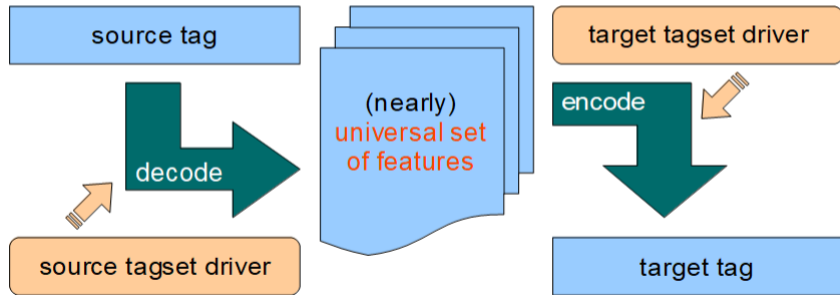 source tag
decode
source tagset driver
(nearly)
universal set
of features
target tagset driver
encode
target tag